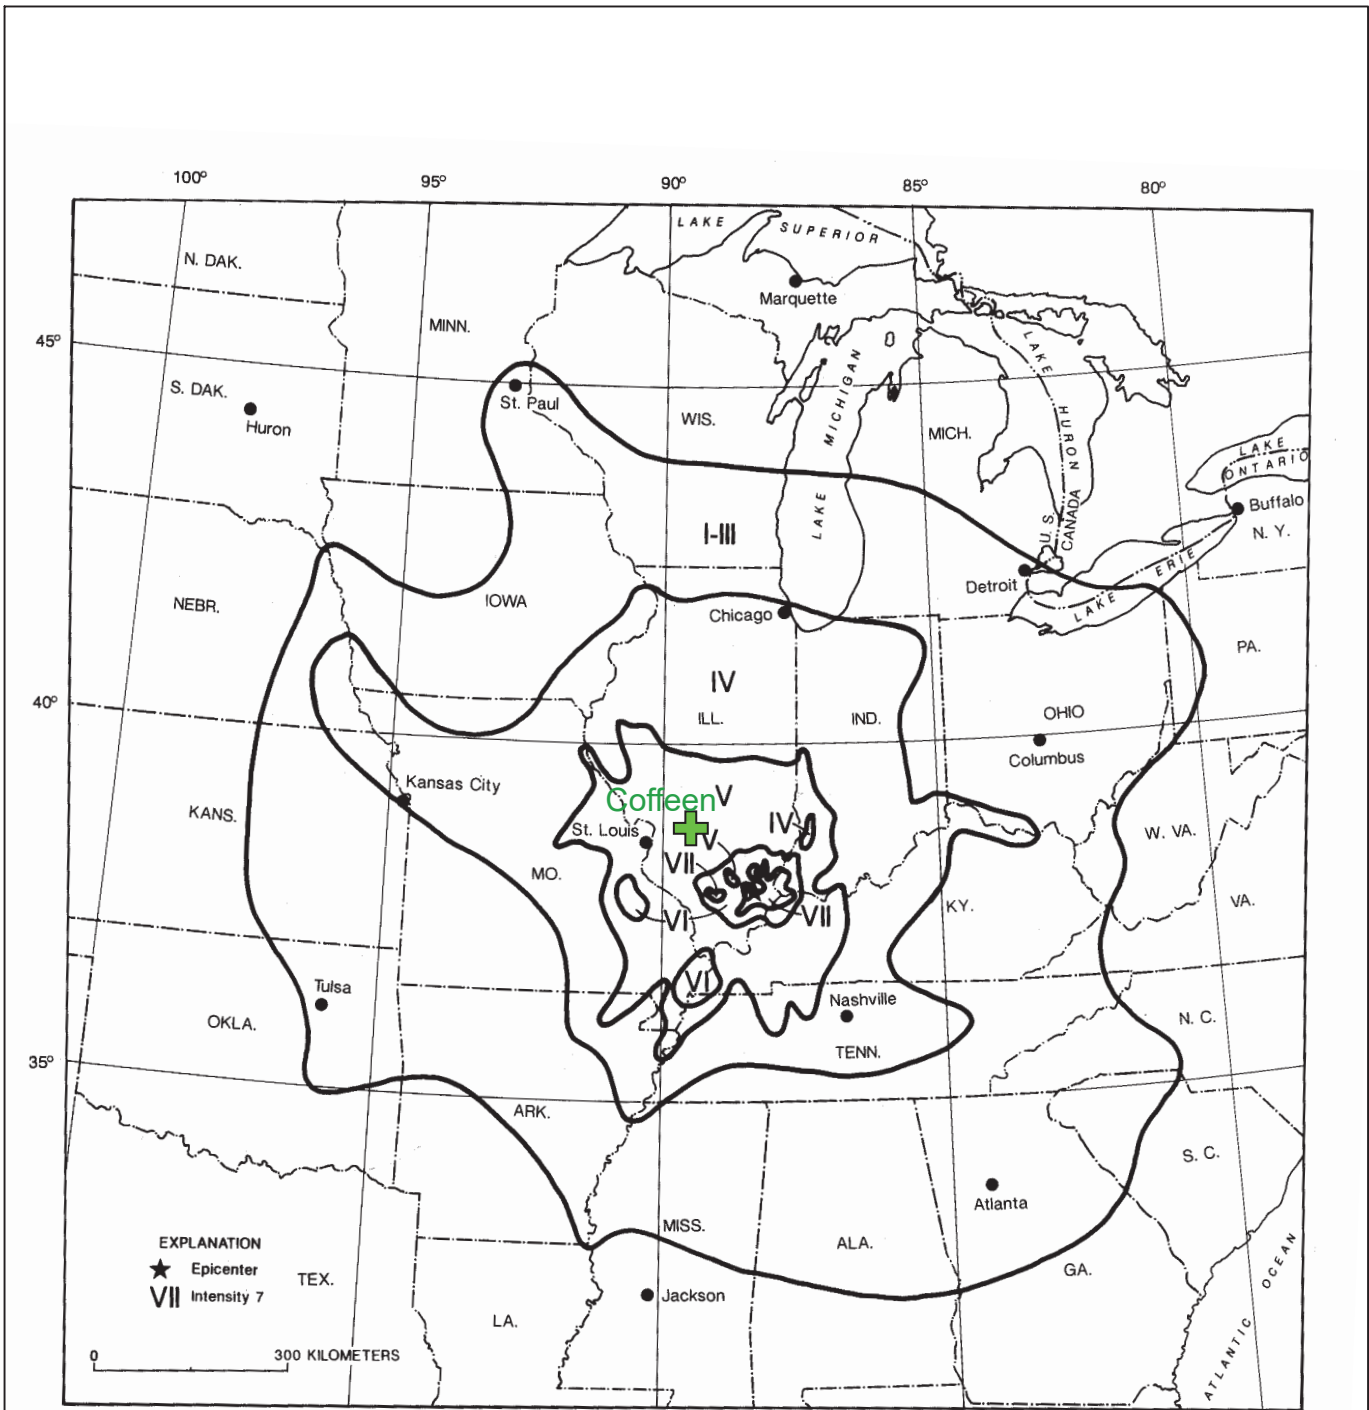 100° 95° 90° 85° 80°
LAKE SUPERIOR
N. DAK.
Marquette
MINN.
45°
LAKE MICHIGAN
LAKE HURON
S. DAK.
Huron
St. Paul
WIS.
MICH.
LAKE
ONTARIO
Buffalo
N. Y.
U. S.
CANADA
I-III
Detroit
LAKE ERIE
NEBR.
IOWA
Chicago
PA.
IV
40°
ILL.
IND.
OHIO
Columbus
Kansas City
V
Coffeen
KANS.
St. Louis
V
IV
W. VA.
VII
MO.
VI
VII
KY.
VA.
VI
Tulsa
Nashville
OKLA.
N. C.
TENN.
35°
ARK.
S. C.
Atlanta
MISS.
ALA.
GA.
EXPLANATION
Epicenter
TEX.
VII Intensity 7
Jackson
LA.
0 300 KILOMETERS
ATLANTIC OCEAN